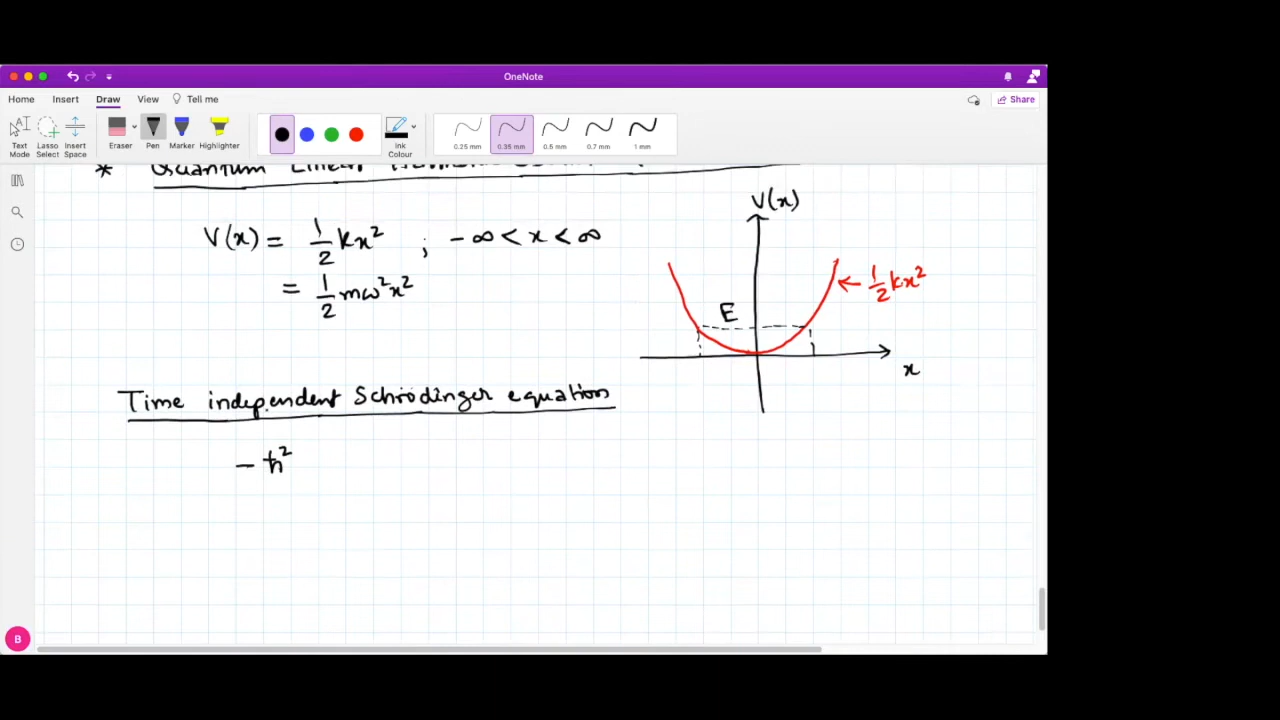 OneNote
Home Insert Draw View Tell me Share
Text Mode Lasso Select Insert Space Eraser Pen Marker Highlighter Ink Colour 0.25 mm 0.35 mm 0.5 mm 0.7 mm 1 mm
* Quantum Linear
V(x) = 1/2 kx² ; -∞ < x < ∞
= 1/2 mω²x²
V(x)
← 1/2 kx²
E
x
Time independent Schrödinger equation
- ħ²
B